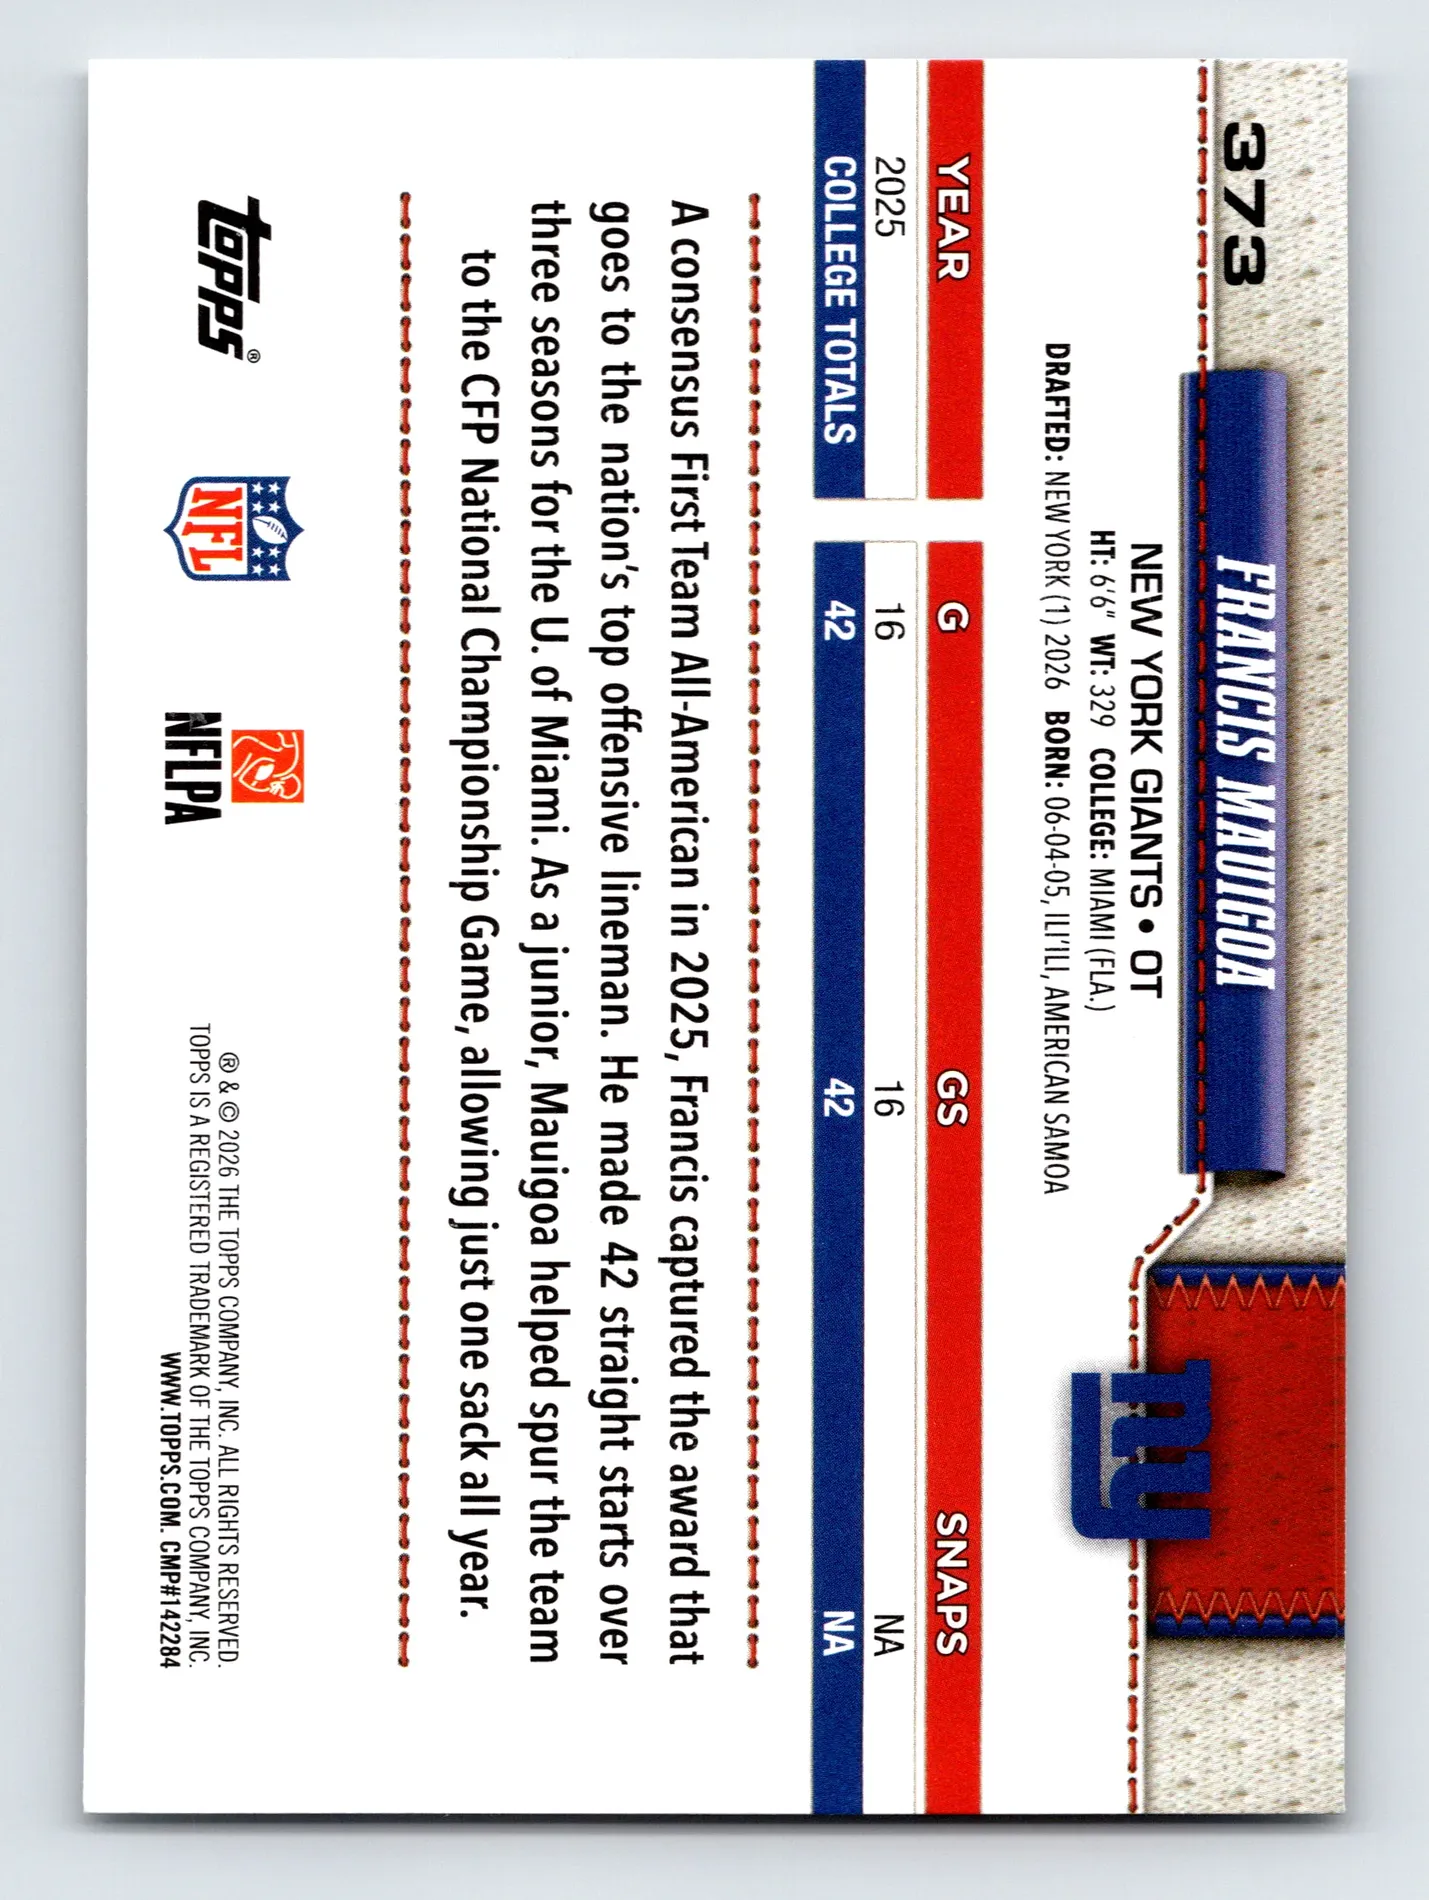 373
FRANCIS MAUIGOA
NEW YORK GIANTS • OT
HT: 6'6" WT: 329 COLLEGE: MIAMI (FLA.)
DRAFTED: NEW YORK (1) 2026 BORN: 06-04-05, ILI'ILI, AMERICAN SAMOA
ny
YEAR G GS SNAPS
2025 16 16 NA
COLLEGE TOTALS 42 42 NA
A consensus First Team All-American in 2025, Francis captured the award that
goes to the nation's top offensive lineman. He made 42 straight starts over
three seasons for the U. of Miami. As a junior, Mauigoa helped spur the team
to the CFP National Championship Game, allowing just one sack all year.
topps®
NFL
NFLPA
® & © 2026 THE TOPPS COMPANY, INC. ALL RIGHTS RESERVED.
TOPPS IS A REGISTERED TRADEMARK OF THE TOPPS COMPANY, INC.
WWW.TOPPS.COM. CMP#142284